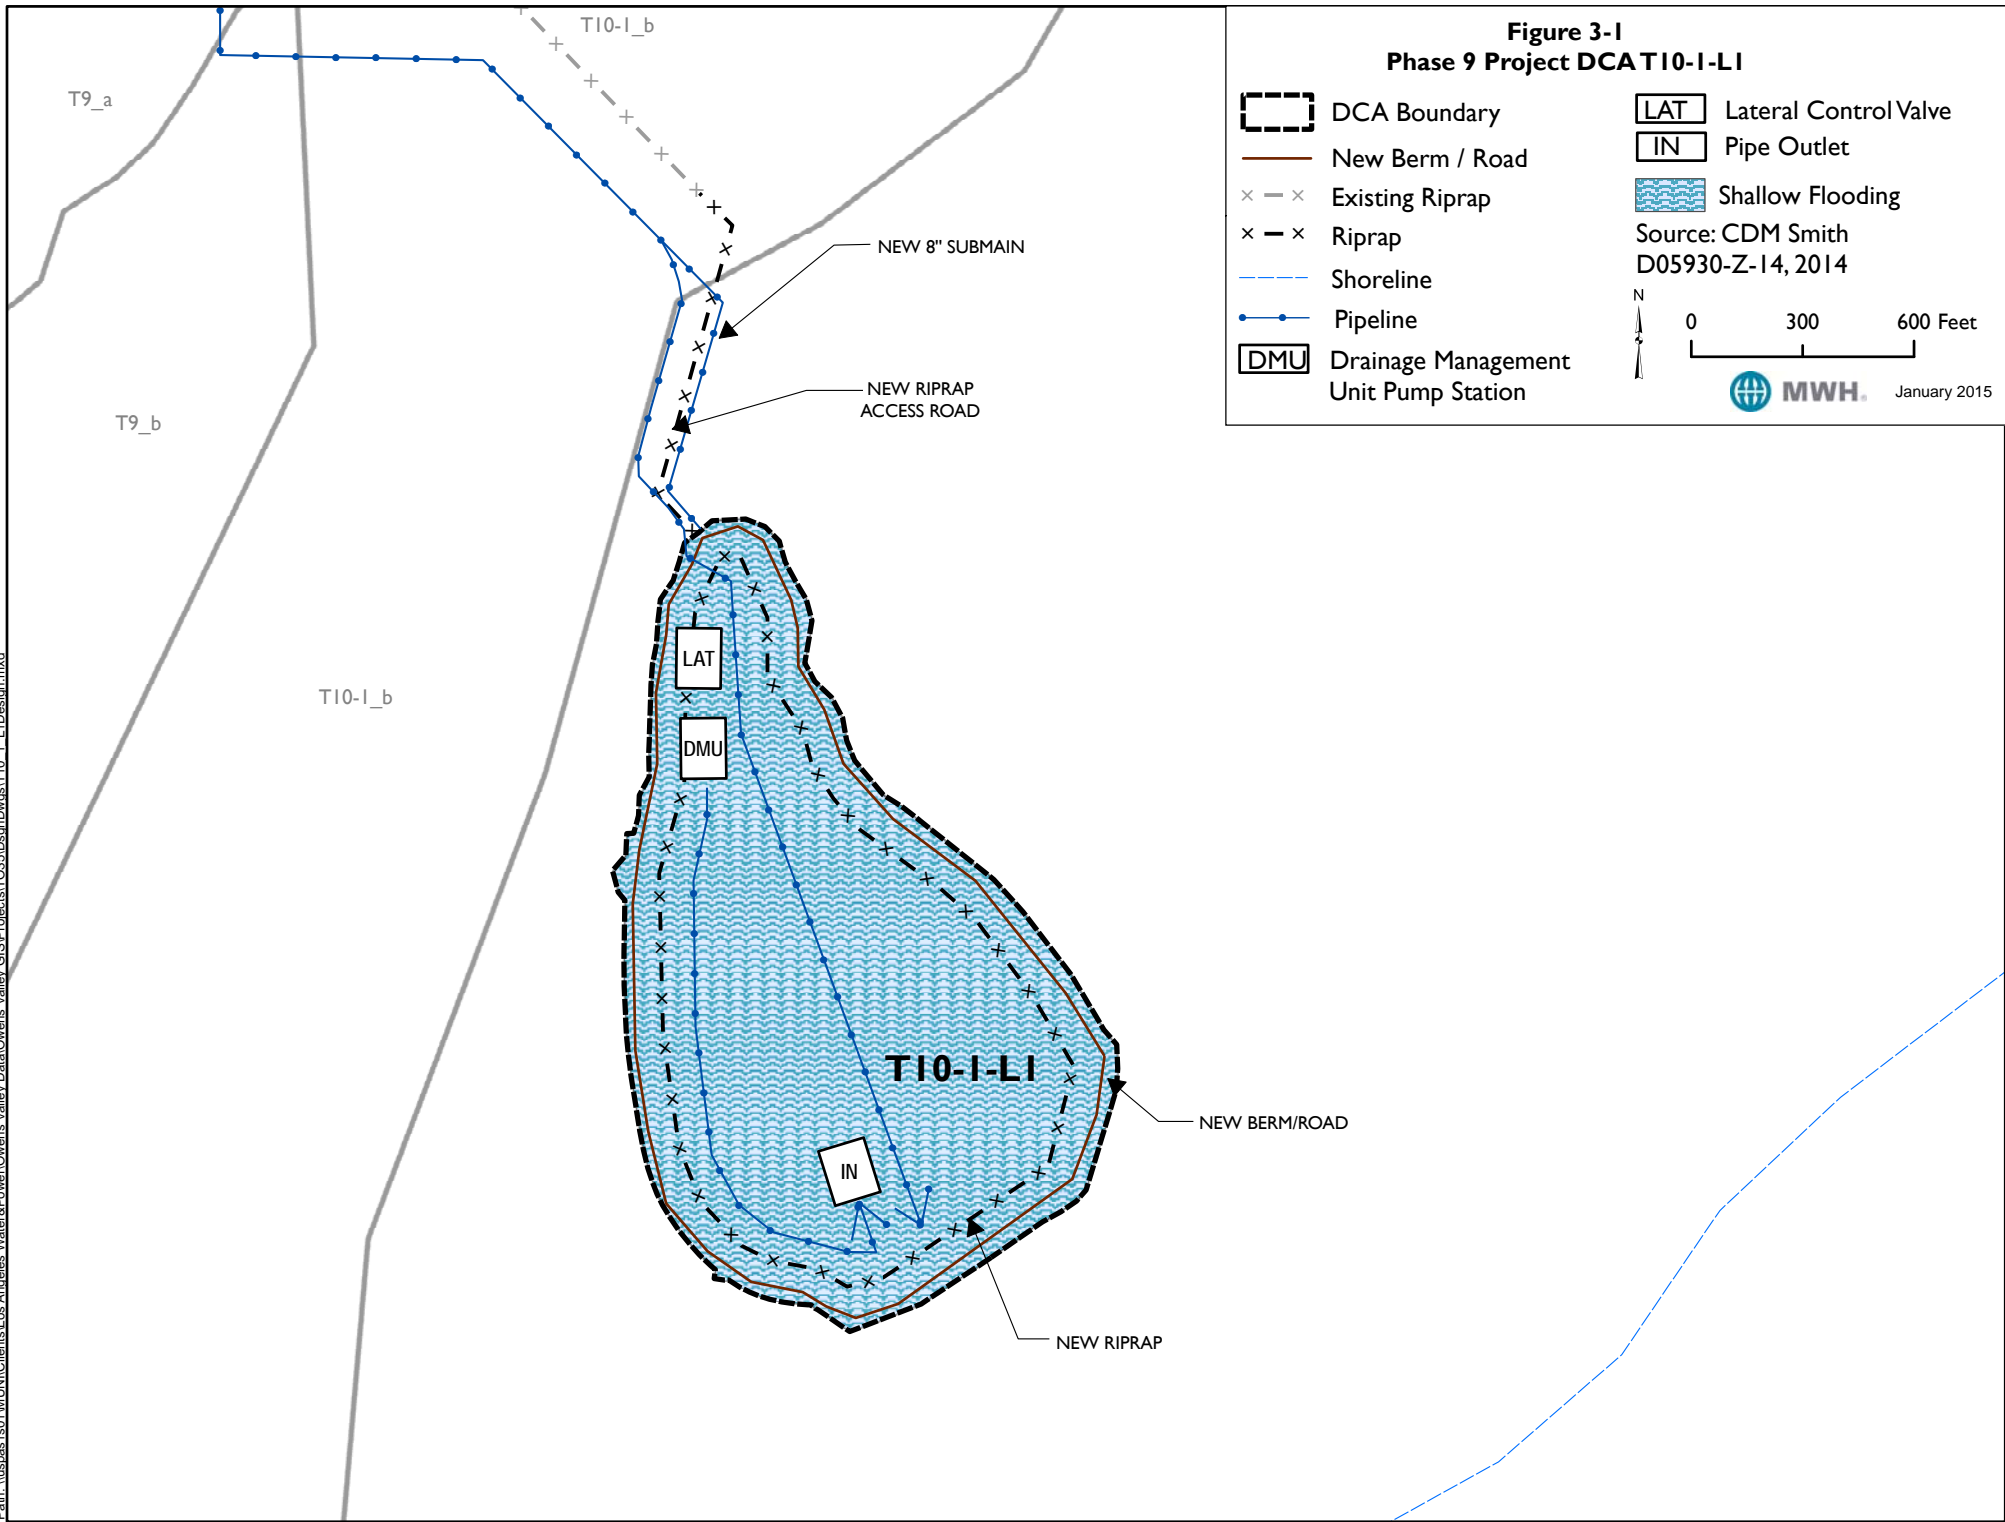 Figure 3-1
Phase 9 Project DCA T10-1-L1
DCA Boundary
New Berm / Road
Existing Riprap
Riprap
Shoreline
Pipeline
DMU Drainage Management
Unit Pump Station
LAT Lateral Control Valve
IN Pipe Outlet
Shallow Flooding
Source: CDM Smith
D05930-Z-14, 2014
N
0 300 600 Feet
MWH®
January 2015
T10-1_b
T9_a
NEW 8" SUBMAIN
NEW RIPRAP
ACCESS ROAD
T9_b
T10-1_b
LAT
DMU
T10-1-L1
NEW BERM/ROAD
IN
NEW RIPRAP